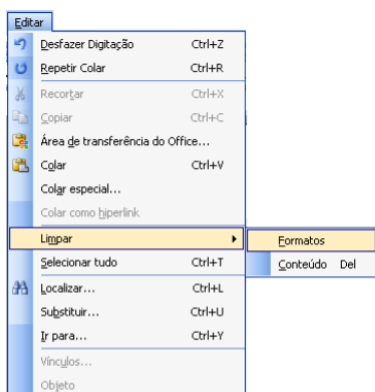 Editar
Desfazer Digitação Ctrl+Z
Repetir Colar Ctrl+R
Recortar Ctrl+X
Copiar Ctrl+C
Área de transferência do Office...
Colar Ctrl+V
Colar especial...
Colar como hiperlink
Limpar Formatos
Selecionar tudo Ctrl+T Conteúdo Del
Localizar... Ctrl+L
Substituir... Ctrl+U
Ir para... Ctrl+Y
Vínculos...
Objeto